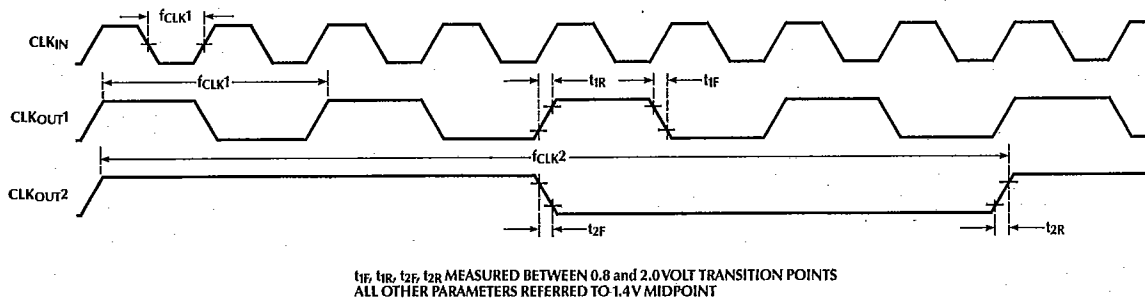 fCLK1
CLKIN
fCLK1
t1R
t1F
CLKOUT1
fCLK2
CLKOUT2
t2F
t2R
t1F, t1R, t2F, t2R MEASURED BETWEEN 0.8 and 2.0 VOLT TRANSITION POINTS
ALL OTHER PARAMETERS REFERRED TO 1.4 V MIDPOINT